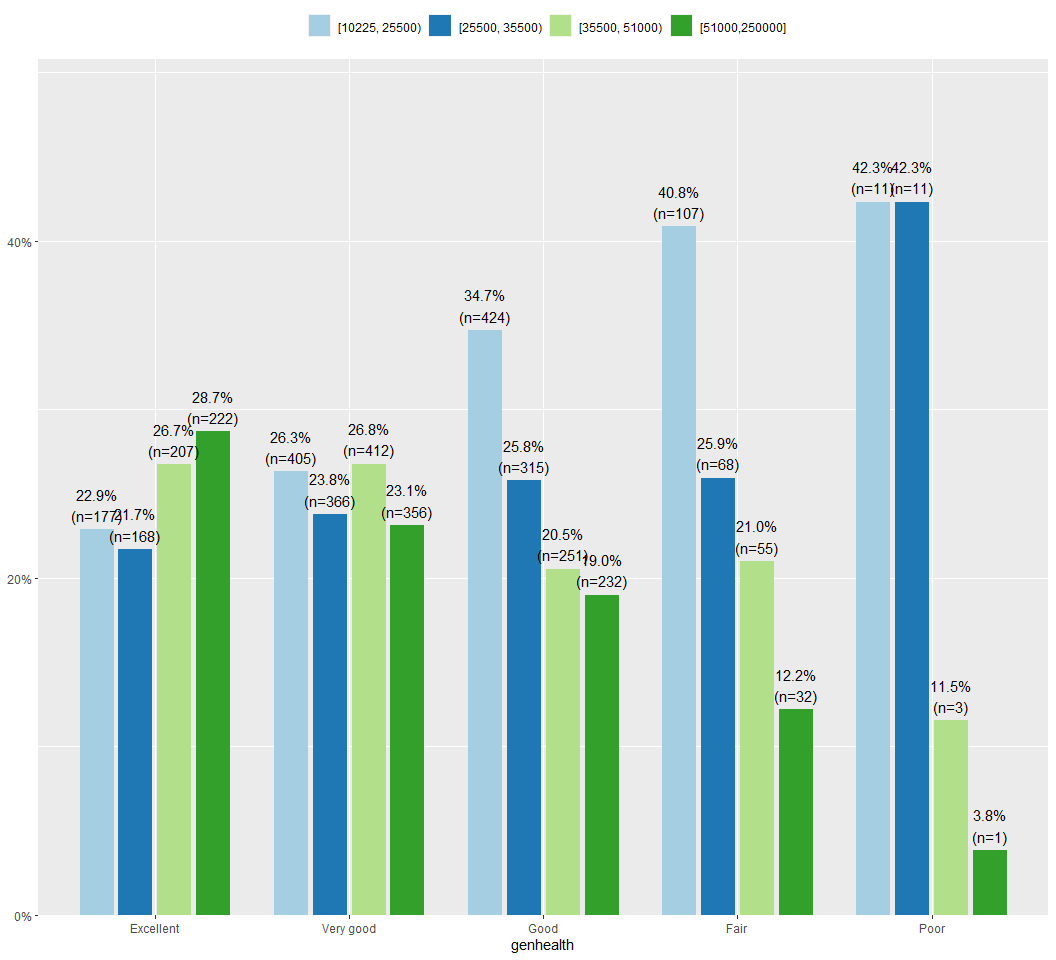 [10225, 25500) [25500, 35500) [35500, 51000) [51000,250000]
42.3% 42.3%
(n=11) (n=11)
40.8%
(n=107)
40%
34.7%
(n=424)
28.7%
(n=222)
26.7%
(n=207)
26.3%
(n=405)
26.8%
(n=412)
25.8%
(n=315)
25.9%
(n=68)
22.9%
(n=177)
21.7%
(n=168)
23.8%
(n=366)
23.1%
(n=356)
20.5%
(n=251)
19.0%
(n=232)
21.0%
(n=55)
20%
12.2%
(n=32)
11.5%
(n=3)
3.8%
(n=1)
0%
Excellent Very good Good Fair Poor
genhealth